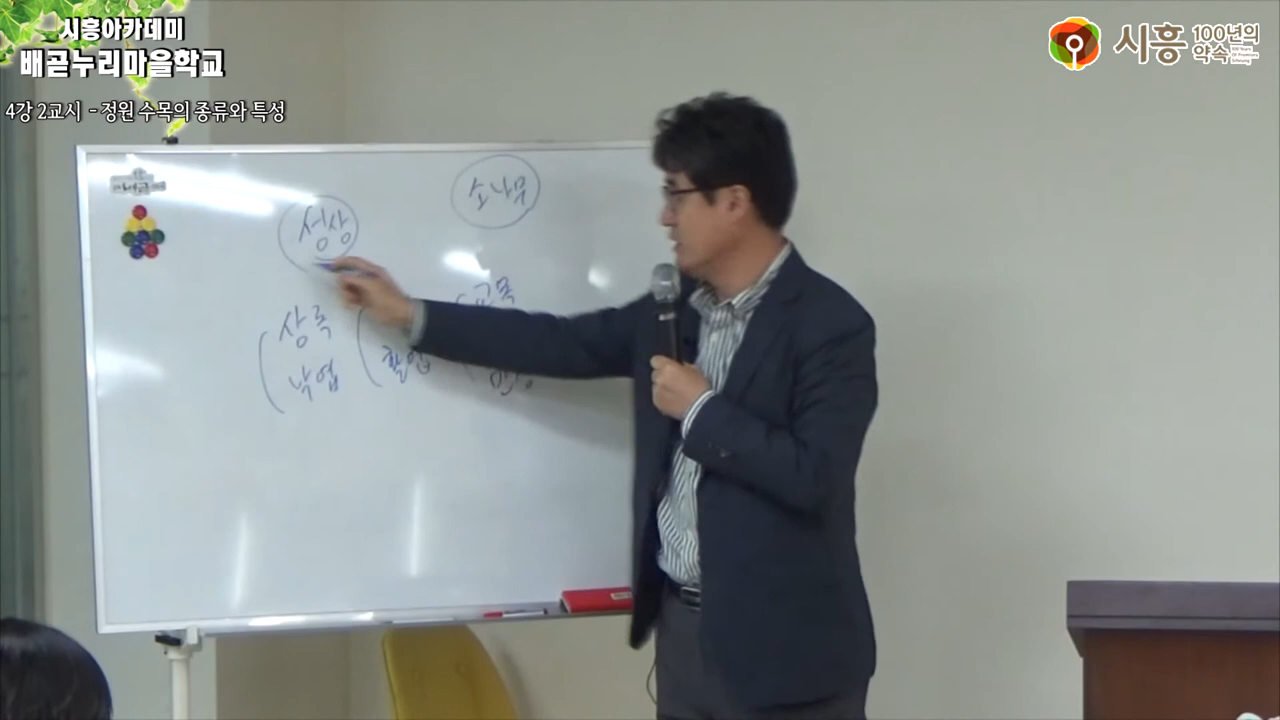 시흥아카데미
배곧누리마을학교
4강 2교시 - 정원 수목의 종류와 특성
시흥 100년의 약속
소나무
성상
교목
상록
활엽
낙엽